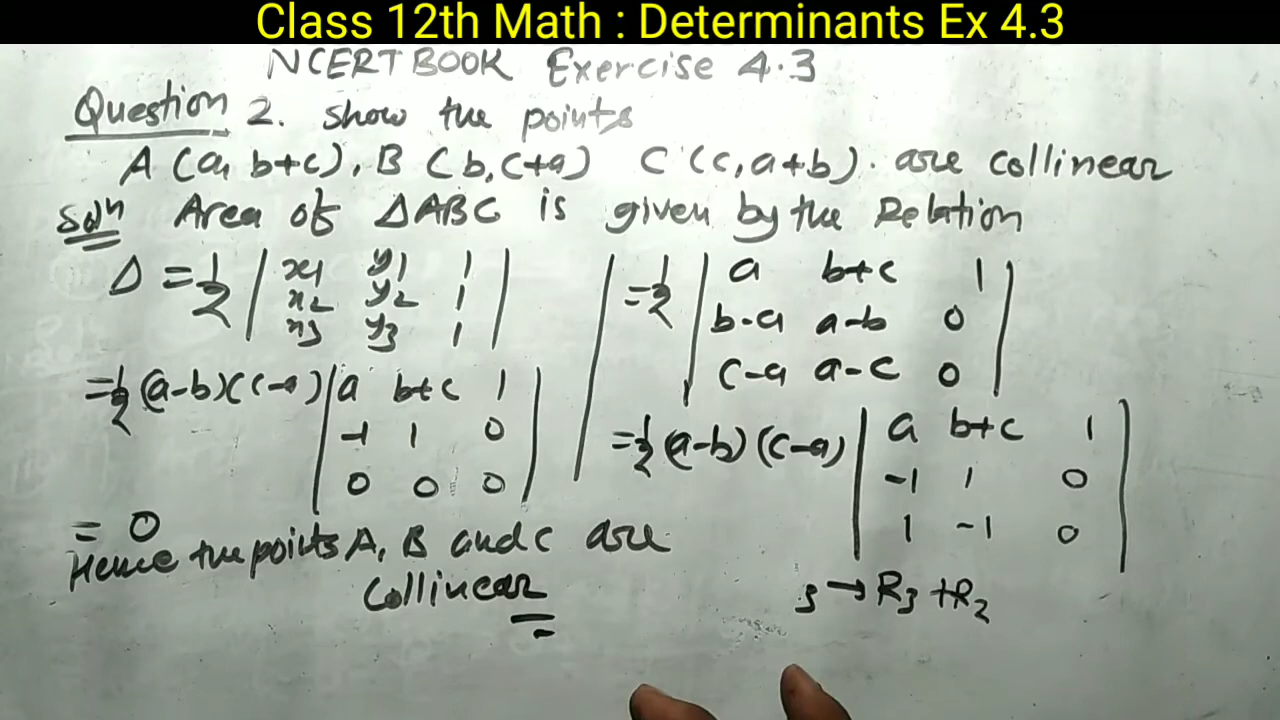 Class 12th Math : Determinants Ex 4.3
NCERT BOOK Exercise 4.3
Question 2. show the points
A (a, b+c), B (b, c+a) C (c, a+b). are collinear
Soln Area of ΔABC is given by the Relation
Δ = 1/2 | x1 y1 1 |
| x2 y2 1 |
| x3 y3 1 |
= 1/2 | a b+c 1 |
| b-a a-b 0 |
| c-a a-c 0 |
= 1/2 (a-b) (c-a) | a b+c 1 |
| -1 1 0 |
| 1 -1 0 |
3 → R3 + R2
= 1/2 (a-b) (c-a) | a b+c 1 |
| -1 1 0 |
| 0 0 0 |
= 0
Hence the points A, B and C are
Collinear